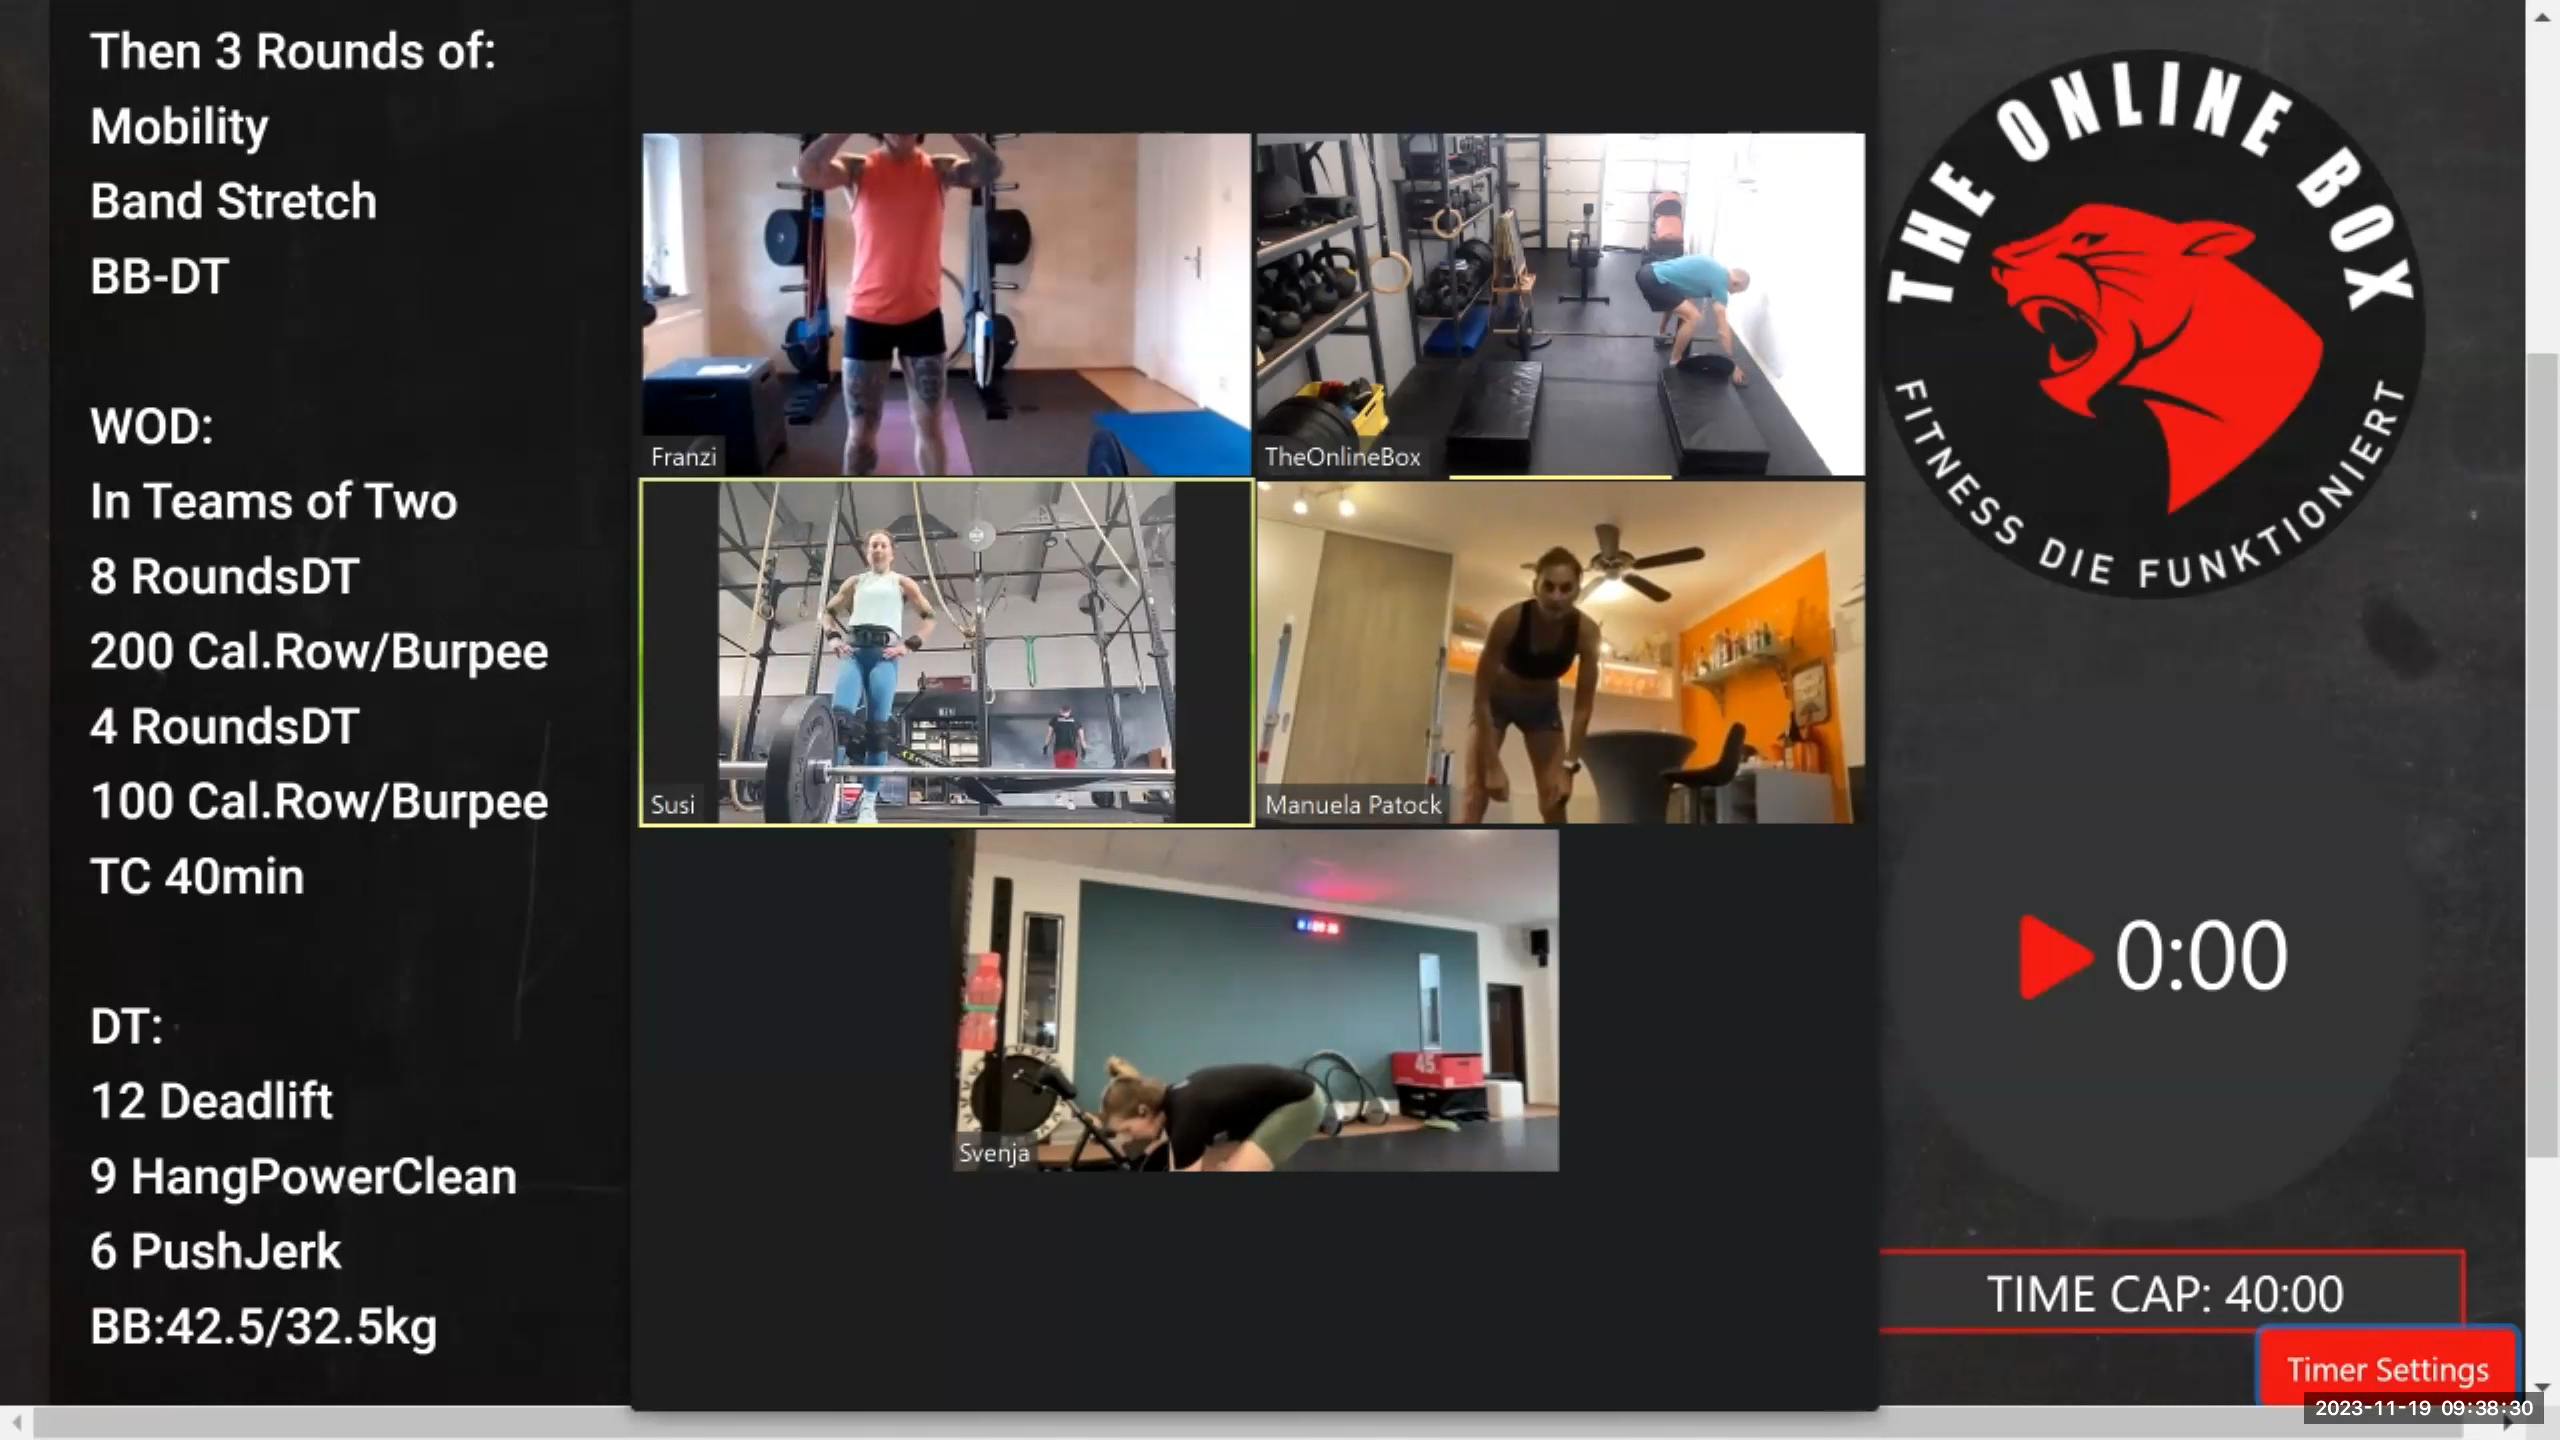 Then 3 Rounds of:
Mobility
Band Stretch
BB-DT
WOD:
In Teams of Two
8 RoundsDT
200 Cal.Row/Burpee
4 RoundsDT
100 Cal.Row/Burpee
TC 40min
DT:
12 Deadlift
9 HangPowerClean
6 PushJerk
BB:42.5/32.5kg
Franzi
TheOnlineBox
Susi
Manuela Patock
45
Svenja
THE ONLINE BOX
FITNESS DIE FUNKTIONIERT
0:00
TIME CAP: 40:00
Timer Settings
2023-11-19 09:38:30